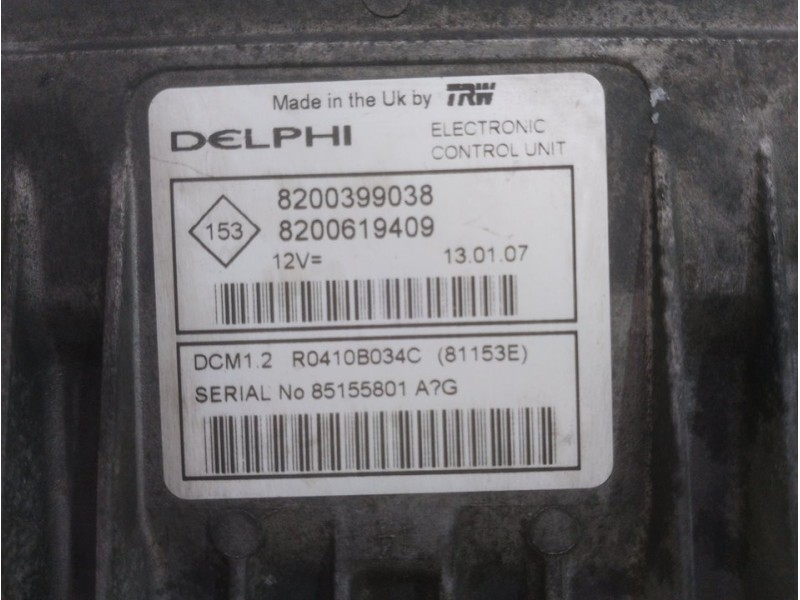 Made in the Uk by TRW
DELPHI
ELECTRONIC
CONTROL UNIT
153
8200399038
8200619409
12V=
13.01.07
DCM1.2 R0410B034C (81153E)
SERIAL No 85155801 A?G